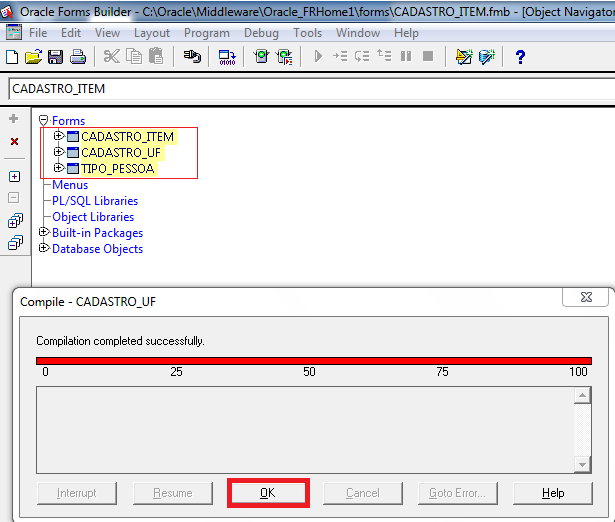 Oracle Forms Builder - C:\Oracle\Middleware\Oracle_FRHome1\forms\CADASTRO_ITEM.fmb - [Object Navigator
File Edit View Layout Program Debug Tools Window Help
CADASTRO_ITEM
Forms
CADASTRO_ITEM
CADASTRO_UF
TIPO_PESSOA
Menus
PL/SQL Libraries
Object Libraries
Built-in Packages
Database Objects
Compile - CADASTRO_UF
Compilation completed successfully.
0 25 50 75 100
Interrupt Resume OK Cancel Goto Error... Help